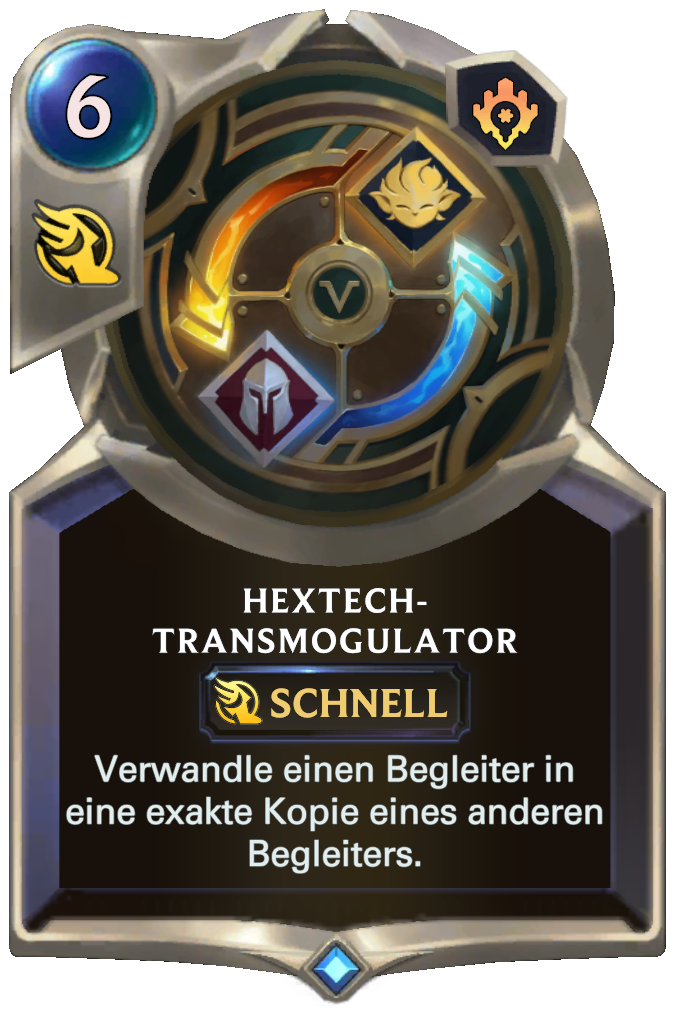 6
V
HEXTECH-
TRANSMOGULATOR
SCHNELL
Verwandle einen Begleiter in
eine exakte Kopie eines anderen
Begleiters.